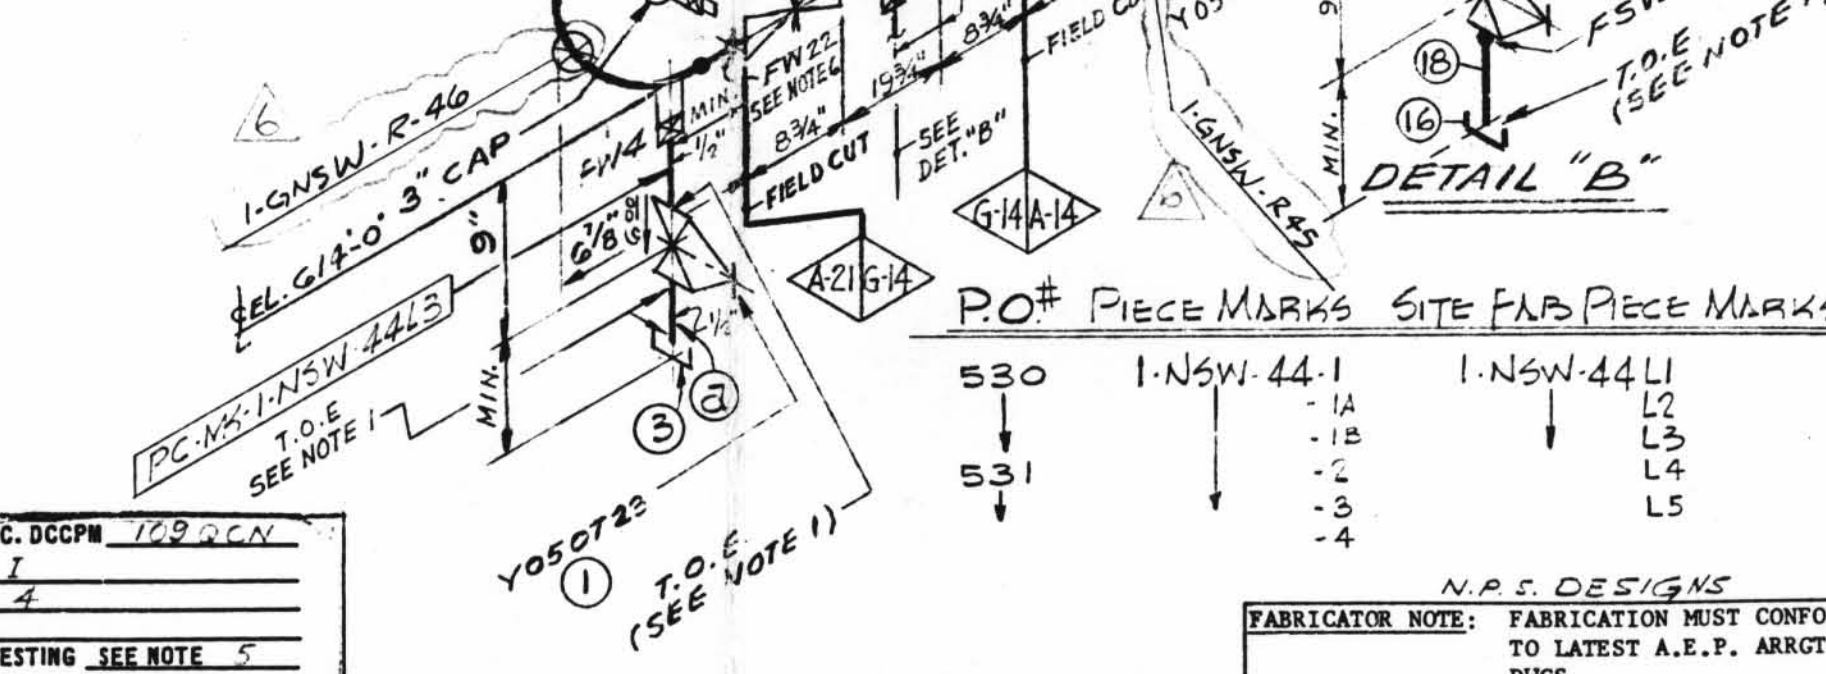 6
1-GNSW-R-46
℄ EL. 614'-0" 3" CAP
PC-MK-1-NSW-44L3
T.O.E
SEE NOTE 1
9"
MIN.
FW4
6 7/8"
MIN.
1/2"
FW22
SEE NOTE 6
8 3/4"
FIELD CUT
19 3/4"
8 3/4"
SEE
DET. "B"
A-21
G-14
G-14
A-14
2 1/2"
2
3
Y050T23
1
T.O.E.
(SEE NOTE 1)
1-GNSW-R45
MIN.
18
16
T.O.E
(SEE NOTE
DETAIL "B"
P.O.# PIECE MARKS SITE FAB PIECE MARKS
530 1-NSW-44-1 1-NSW-44 L1
-1A L2
-1B L3
531 -2 L4
-3 L5
-4
C. DCCPM 109 QCN
I
4
ESTING SEE NOTE 5
N.P.S. DESIGNS
FABRICATOR NOTE: FABRICATION MUST CONFO
TO LATEST A.E.P. ARRGT